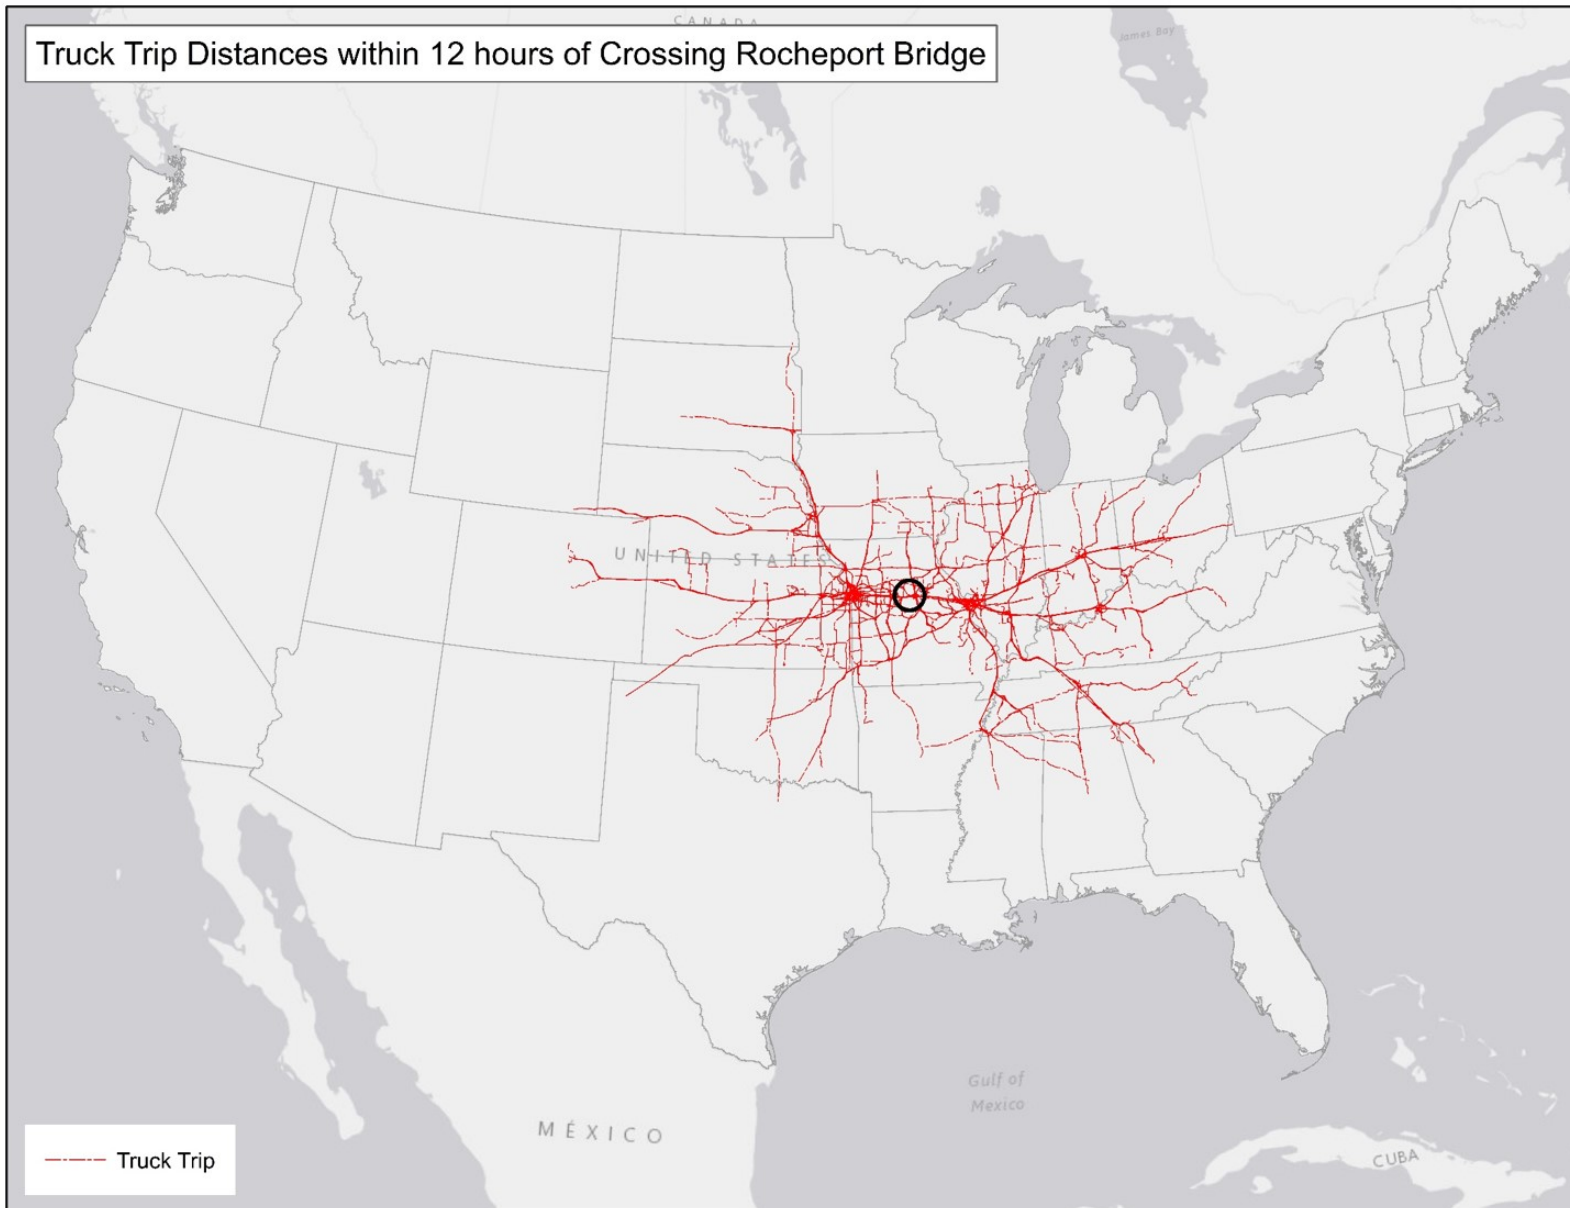 CANADA
James Bay
Truck Trip Distances within 12 hours of Crossing Rocheport Bridge
UNITED STATES
Gulf of
Mexico
MÉXICO
CUBA
Truck Trip